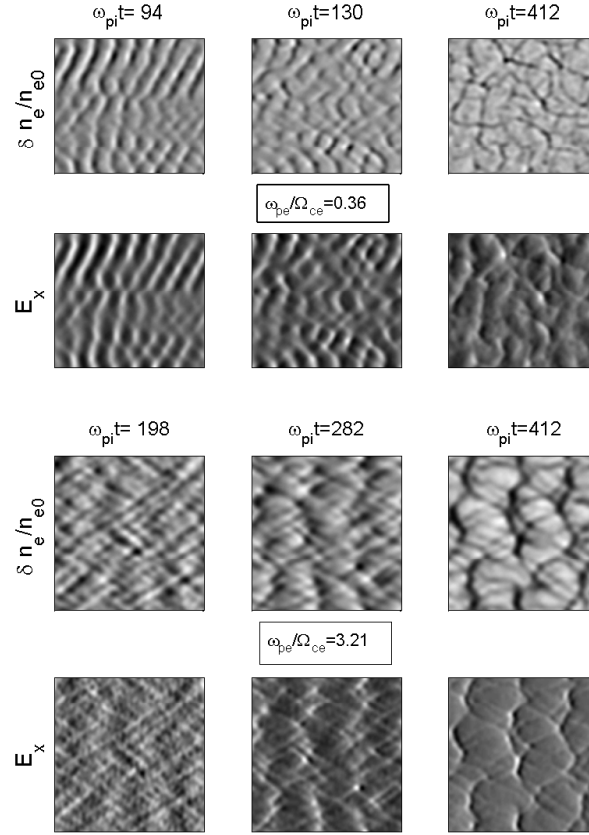 ω_pi t= 94 ω_pi t=130 ω_pi t=412
δ n_e/n_e0
ω_pe/Ω_ce=0.36
E_x
ω_pi t= 198 ω_pi t=282 ω_pi t=412
δ n_e/n_e0
ω_pe/Ω_ce=3.21
E_x